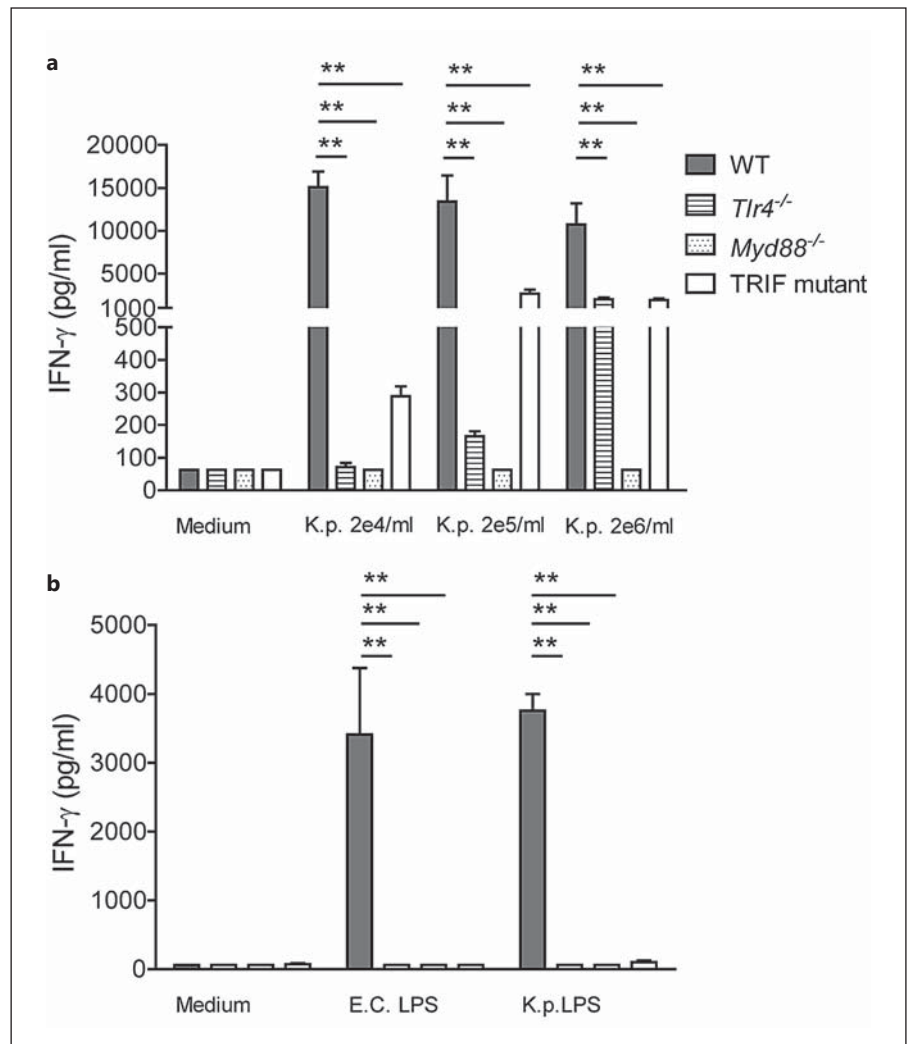 a
** ** **
** ** **
** ** **
IFN-γ (pg/ml)
20000
15000
10000
5000
1000
500
400
300
200
100
0
Medium K.p. 2e4/ml K.p. 2e5/ml K.p. 2e6/ml
WT
Tlr4-/-
Myd88-/-
TRIF mutant
b
** **
** **
** **
IFN-γ (pg/ml)
5000
4000
3000
2000
1000
0
Medium E.C. LPS K.p.LPS